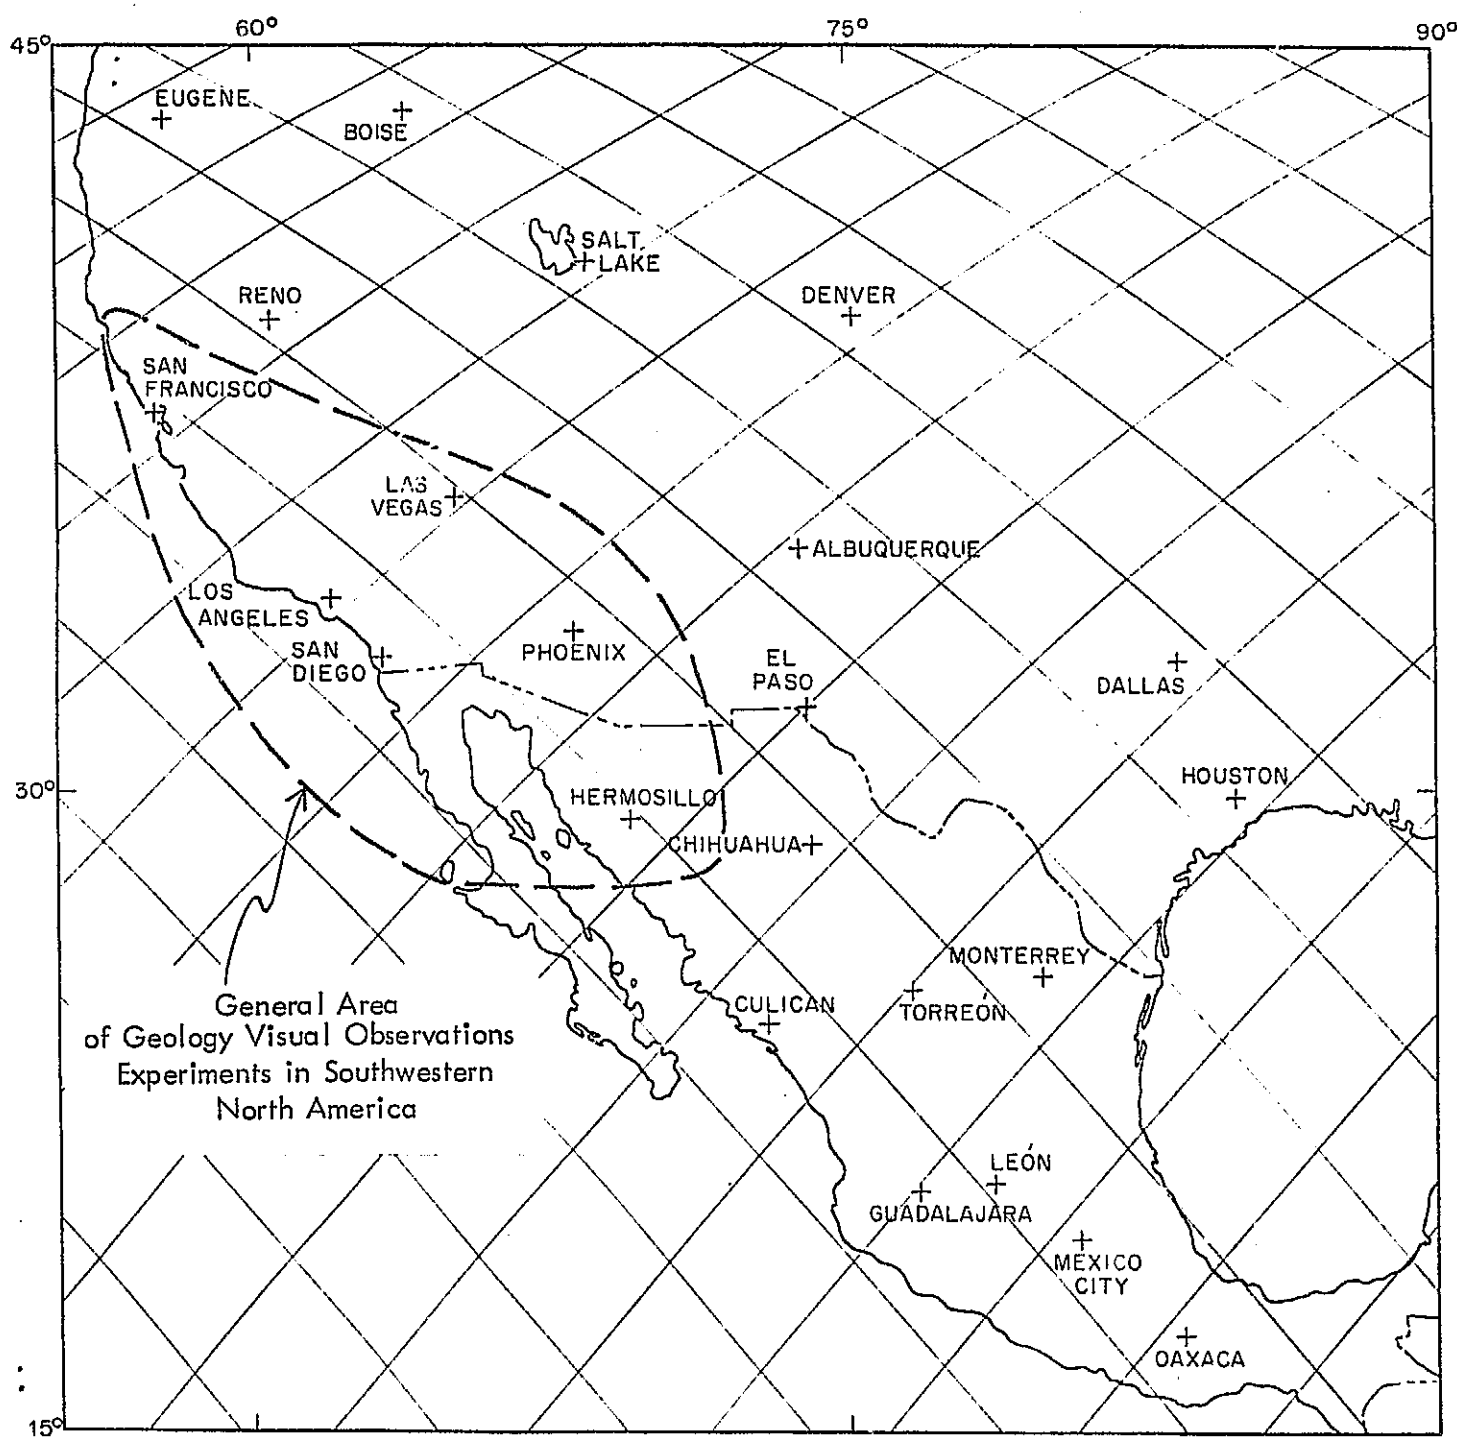 60°
75°
90°
45°
EUGENE
BOISE
SALT
LAKE
RENO
DENVER
SAN
FRANCISCO
LAS
VEGAS
ALBUQUERQUE
LOS
ANGELES
SAN
DIEGO
PHOENIX
EL
PASO
DALLAS
30°
HOUSTON
HERMOSILLO
CHIHUAHUA
MONTERREY
TORREÓN
CULICAN
General Area
of Geology Visual Observations
Experiments in Southwestern
North America
LEÓN
GUADALAJARA
MEXICO
CITY
OAXACA
15°